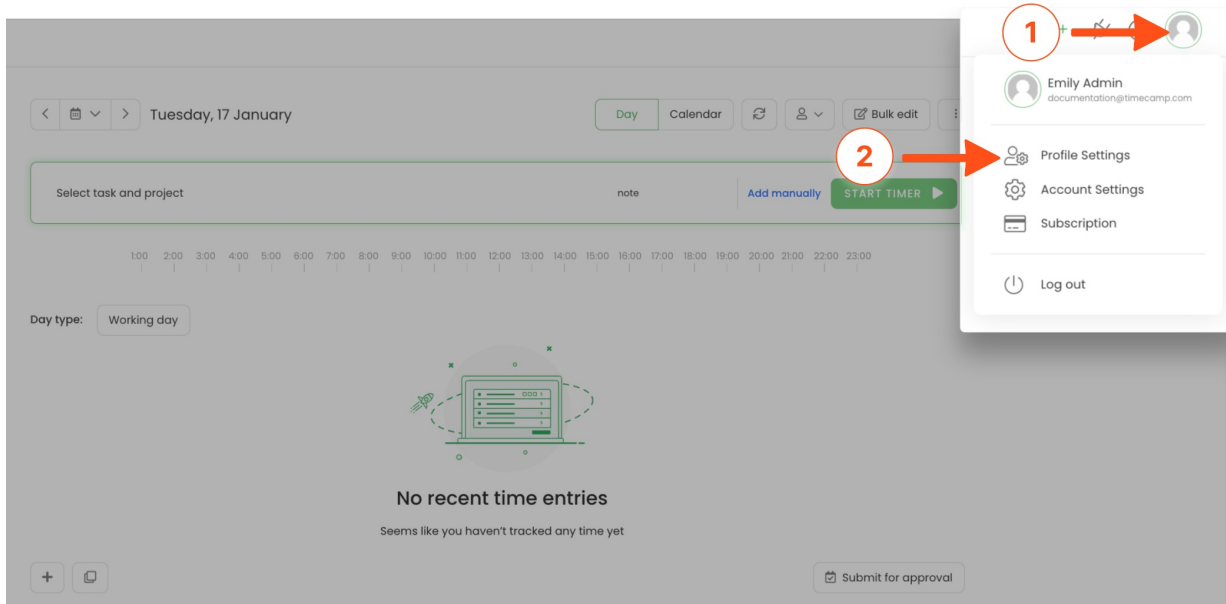 1
Emily Admin
documentation@timecamp.com
Tuesday, 17 January
Day Calendar Bulk edit
2
Profile Settings
Select task and project note Add manually START TIMER
Account Settings
Subscription
1:00 2:00 3:00 4:00 5:00 6:00 7:00 8:00 9:00 10:00 11:00 12:00 13:00 14:00 15:00 16:00 17:00 18:00 19:00 20:00 21:00 22:00 23:00
Log out
Day type: Working day
No recent time entries
Seems like you haven't tracked any time yet
Submit for approval